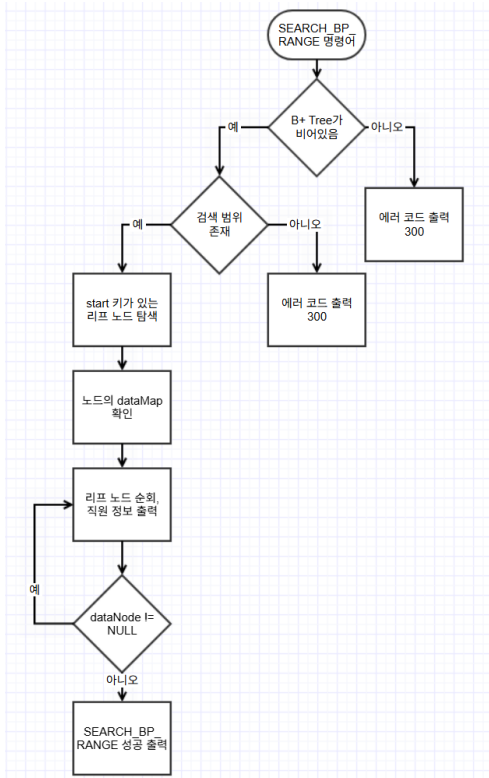 SEARCH_BP_
RANGE 명령어
B+ Tree가
비어있음
예
아니오
검색 범위
존재
에러 코드 출력
300
예
아니오
start 키가 있는
리프 노드 탐색
에러 코드 출력
300
노드의 dataMap
확인
리프 노드 순회,
직원 정보 출력
예
dataNode !=
NULL
아니오
SEARCH_BP_
RANGE 성공 출력